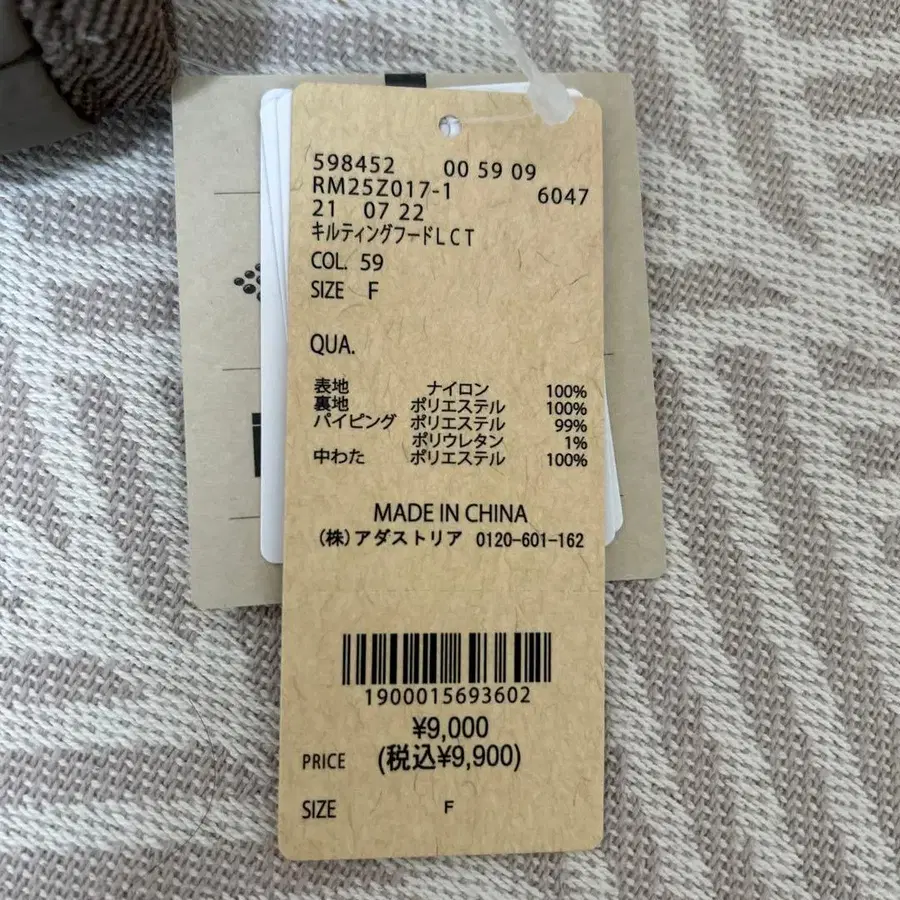 598452 00 59 09
RM25Z017-1 6047
21 07 22
キルティングフードLCT
COL. 59
SIZE F
QUA.
表地 ナイロン 100%
裏地 ポリエステル 100%
パイピング ポリエステル 99%
ポリウレタン 1%
中わた ポリエステル 100%
MADE IN CHINA
(株)アダストリア 0120-601-162
1900015693602
¥9,000
PRICE (税込¥9,900)
SIZE F